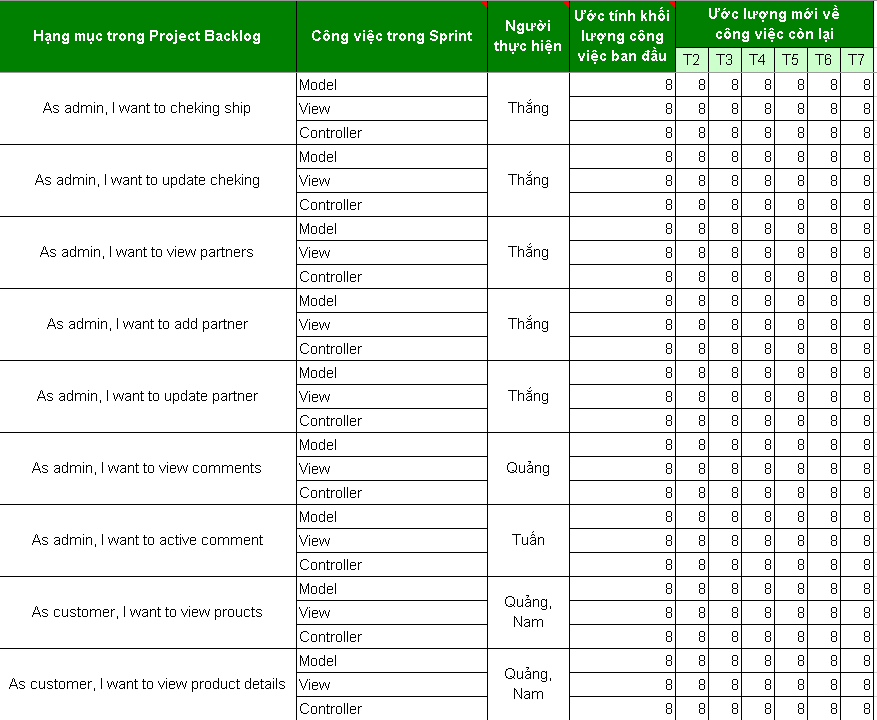 Hạng mục trong Project Backlog
Công việc trong Sprint
Người
thực hiện
Ước tính khối
lượng công
việc ban đầu
Ước lượng mới về
công việc còn lại
T2 T3 T4 T5 T6 T7
As admin, I want to cheking ship
Thắng
Model 8 8 8 8 8 8 8
View 8 8 8 8 8 8 8
Controller 8 8 8 8 8 8 8
As admin, I want to update cheking
Thắng
Model 8 8 8 8 8 8 8
View 8 8 8 8 8 8 8
Controller 8 8 8 8 8 8 8
As admin, I want to view partners
Thắng
Model 8 8 8 8 8 8 8
View 8 8 8 8 8 8 8
Controller 8 8 8 8 8 8 8
As admin, I want to add partner
Thắng
Model 8 8 8 8 8 8 8
View 8 8 8 8 8 8 8
Controller 8 8 8 8 8 8 8
As admin, I want to update partner
Thắng
Model 8 8 8 8 8 8 8
View 8 8 8 8 8 8 8
Controller 8 8 8 8 8 8 8
As admin, I want to view comments
Quảng
Model 8 8 8 8 8 8 8
View 8 8 8 8 8 8 8
Controller 8 8 8 8 8 8 8
As admin, I want to active comment
Tuấn
Model 8 8 8 8 8 8 8
View 8 8 8 8 8 8 8
Controller 8 8 8 8 8 8 8
As customer, I want to view proucts
Quảng,
Nam
Model 8 8 8 8 8 8 8
View 8 8 8 8 8 8 8
Controller 8 8 8 8 8 8 8
As customer, I want to view product details
Quảng,
Nam
Model 8 8 8 8 8 8 8
View 8 8 8 8 8 8 8
Controller 8 8 8 8 8 8 8